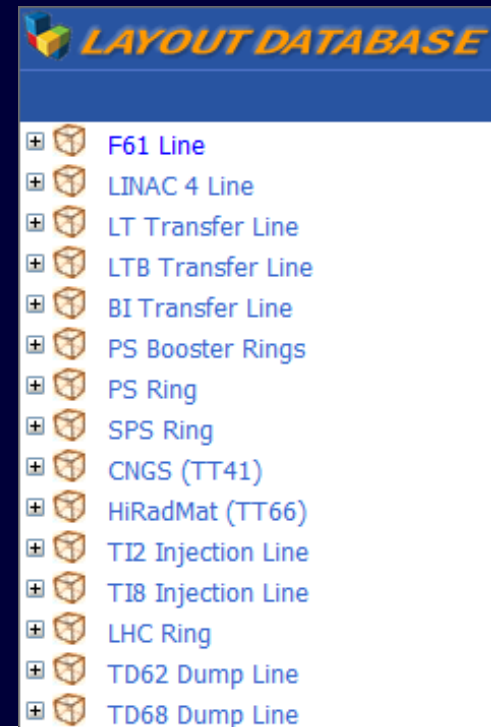 LAYOUT DATABASE
F61 Line
LINAC 4 Line
LT Transfer Line
LTB Transfer Line
BI Transfer Line
PS Booster Rings
PS Ring
SPS Ring
CNGS (TT41)
HiRadMat (TT66)
TI2 Injection Line
TI8 Injection Line
LHC Ring
TD62 Dump Line
TD68 Dump Line